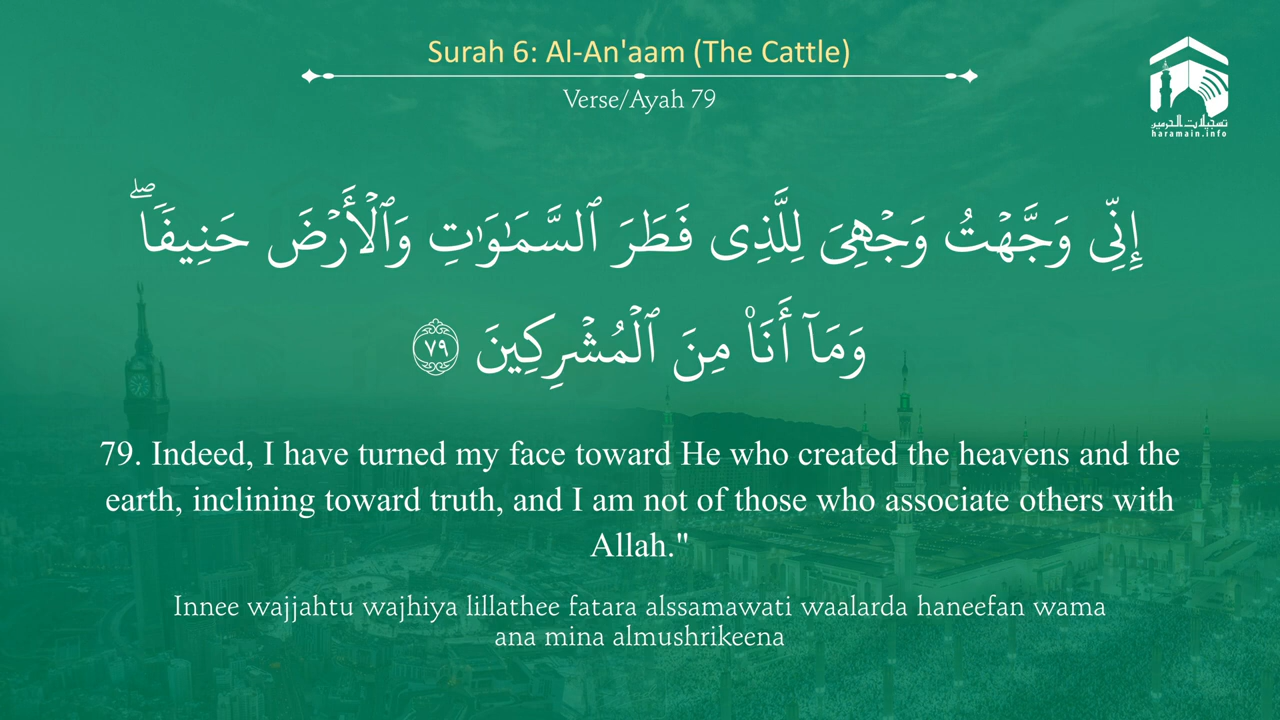 Surah 6: Al-An'aam (The Cattle)
Verse/Ayah 79
تسجيلات الحرمين
haramain.info
إِنِّى وَجَّهْتُ وَجْهِىَ لِلَّذِى فَطَرَ ٱلسَّمَـٰوَٰتِ وَٱلْأَرْضَ حَنِيفًا ۖ
وَمَآ أَنَا۠ مِنَ ٱلْمُشْرِكِينَ ٧٩
79. Indeed, I have turned my face toward He who created the heavens and the
earth, inclining toward truth, and I am not of those who associate others with
Allah."
Innee wajjahtu wajhiya lillathee fatara alssamawati waalarda haneefan wama
ana mina almushrikeena